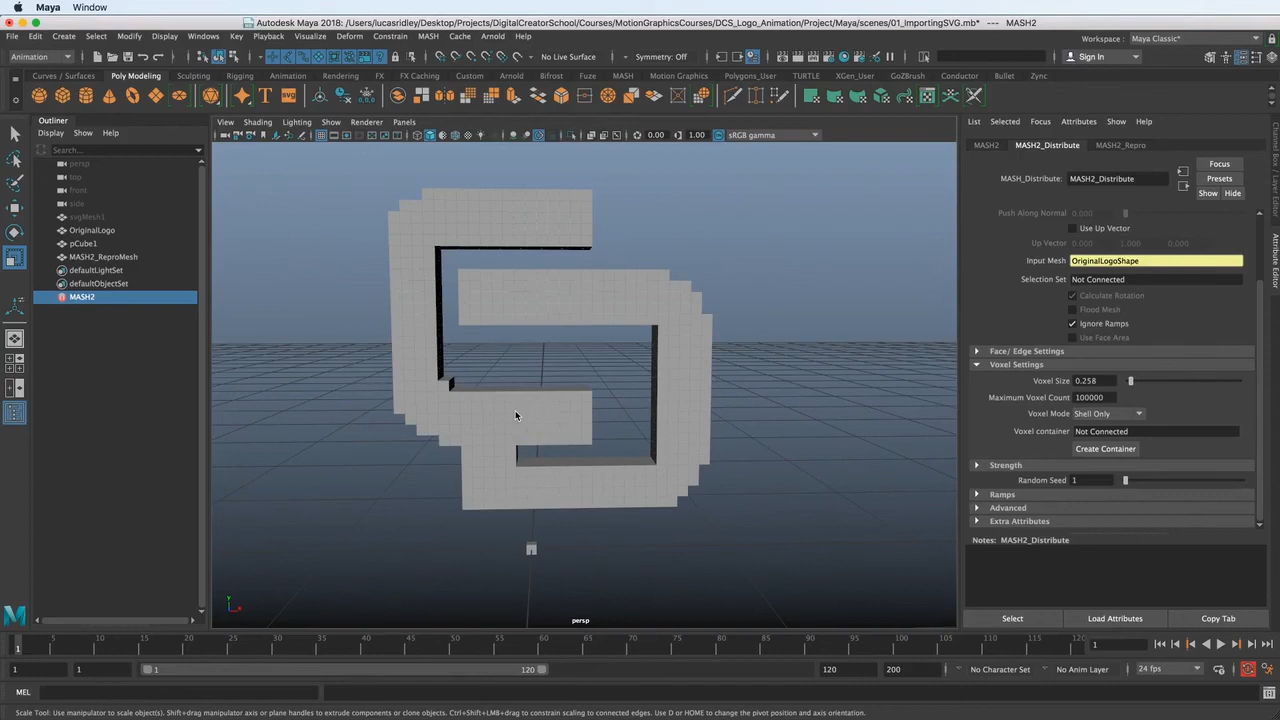 Maya Window
Autodesk Maya 2018: /Users/lucasridley/Desktop/Projects/DigitalCreatorSchool/Courses/MotionGraphicsCourses/DCS_Logo_Animation/Project/Maya/scenes/01_ImportingSVG.mb* --- MASH2
File Edit Create Select Modify Display Windows Key Playback Visualize Deform Constrain MASH Cache Arnold Help
Workspace : Maya Classic*
Animation
No Live Surface
Symmetry: Off
Sign In
Curves / Surfaces Poly Modeling Sculpting Rigging Animation Rendering FX FX Caching Custom Arnold Bifrost Fuze MASH Motion Graphics Polygons_User TURTLE XGen_User GoZBrush Conductor Bullet Zync
SVG
Outliner
Display Show Help
Search...
persp
top
front
side
svgMesh1
OriginalLogo
pCube1
MASH2_ReproMesh
defaultLightSet
defaultObjectSet
MASH2
View Shading Lighting Show Renderer Panels
0.00 1.00 sRGB gamma
persp
List Selected Focus Attributes Show Help
MASH2 MASH2_Distribute MASH2_Repro
Focus
MASH_Distribute: MASH2_Distribute
Presets
Show Hide
Push Along Normal 0.000
Use Up Vector
Up Vector 0.000 1.000 0.000
Input Mesh OriginalLogoShape
Selection Set Not Connected
Calculate Rotation
Flood Mesh
Ignore Ramps
Use Face Area
Face/ Edge Settings
Voxel Settings
Voxel Size 0.258
Maximum Voxel Count 100000
Voxel Mode Shell Only
Voxel container Not Connected
Create Container
Strength
Random Seed 1
Ramps
Advanced
Extra Attributes
Notes: MASH2_Distribute
Select Load Attributes Copy Tab
Channel Box / Layer Editor
Attribute Editor
5 10 15 20 25 30 35 40 45 50 55 60 65 70 75 80 85 90 95 100 105 110 115 120
1 1
1 1 1 120 120 200 No Character Set No Anim Layer 24 fps
MEL
Scale Tool: Use manipulator to scale object(s). Shift+drag manipulator axis or plane handles to extrude components or clone objects. Ctrl+Shift+LMB+drag to constrain scaling to connected edges. Use D or HOME to change the pivot position and axis orientation.